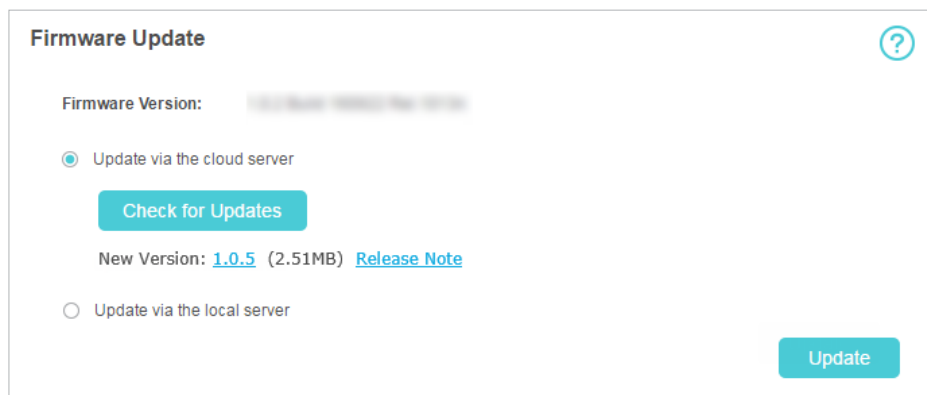 Firmware Update
?
Firmware Version:
Update via the cloud server
Check for Updates
New Version: 1.0.5 (2.51MB) Release Note
Update via the local server
Update